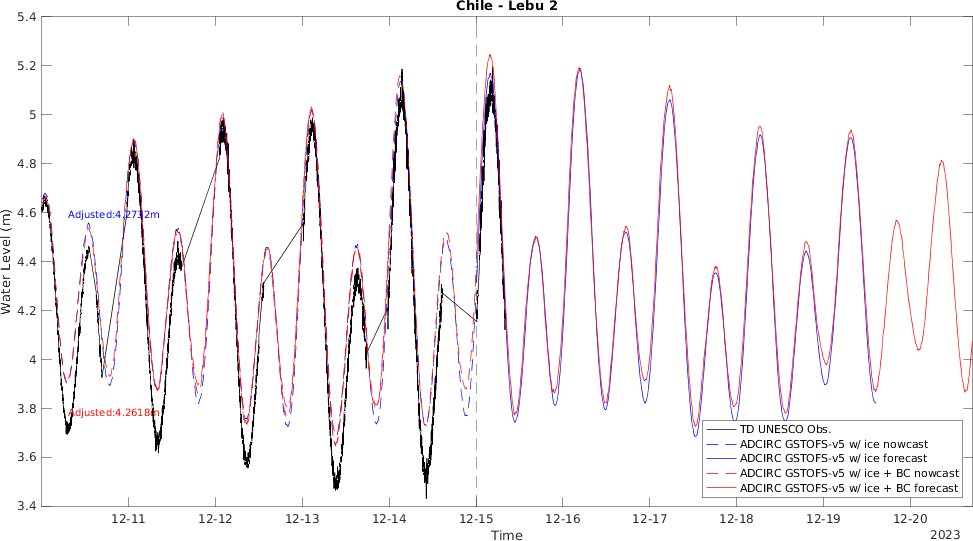 Chile - Lebu 2
5.4
5.2
5
4.8
4.6
4.4
4.2
4
3.8
3.6
3.4
Water Level (m)
Adjusted:4.2732m
Adjusted:4.2618m
TD UNESCO Obs.
ADCIRC GSTOFS-v5 w/ ice nowcast
ADCIRC GSTOFS-v5 w/ ice forecast
ADCIRC GSTOFS-v5 w/ ice + BC nowcast
ADCIRC GSTOFS-v5 w/ ice + BC forecast
12-11 12-12 12-13 12-14 12-15 12-16 12-17 12-18 12-19 12-20
Time
2023